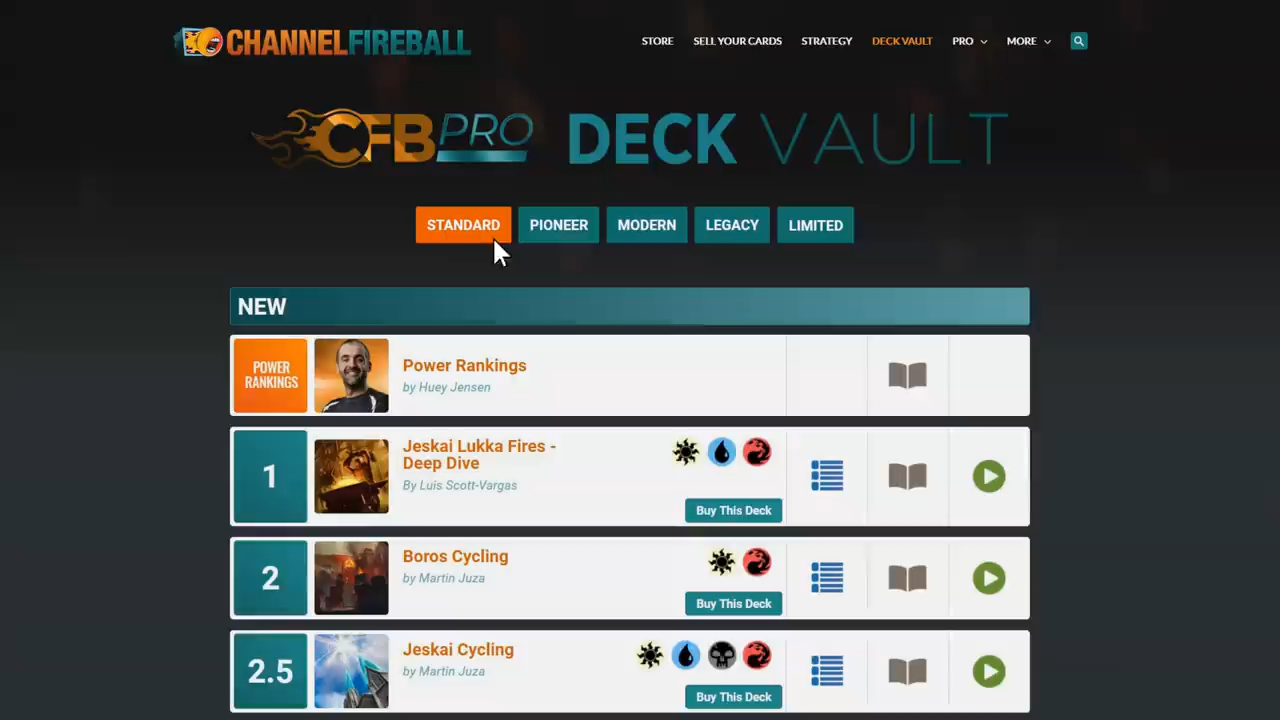 CHANNELFIREBALL
STORE SELL YOUR CARDS STRATEGY DECK VAULT PRO MORE
CFB PRO DECK VAULT
STANDARD PIONEER MODERN LEGACY LIMITED
NEW
POWER
RANKINGS
Power Rankings
by Huey Jensen
1
Jeskai Lukka Fires -
Deep Dive
By Luis Scott-Vargas
Buy This Deck
2
Boros Cycling
by Martin Juza
Buy This Deck
2.5
Jeskai Cycling
by Martin Juza
Buy This Deck